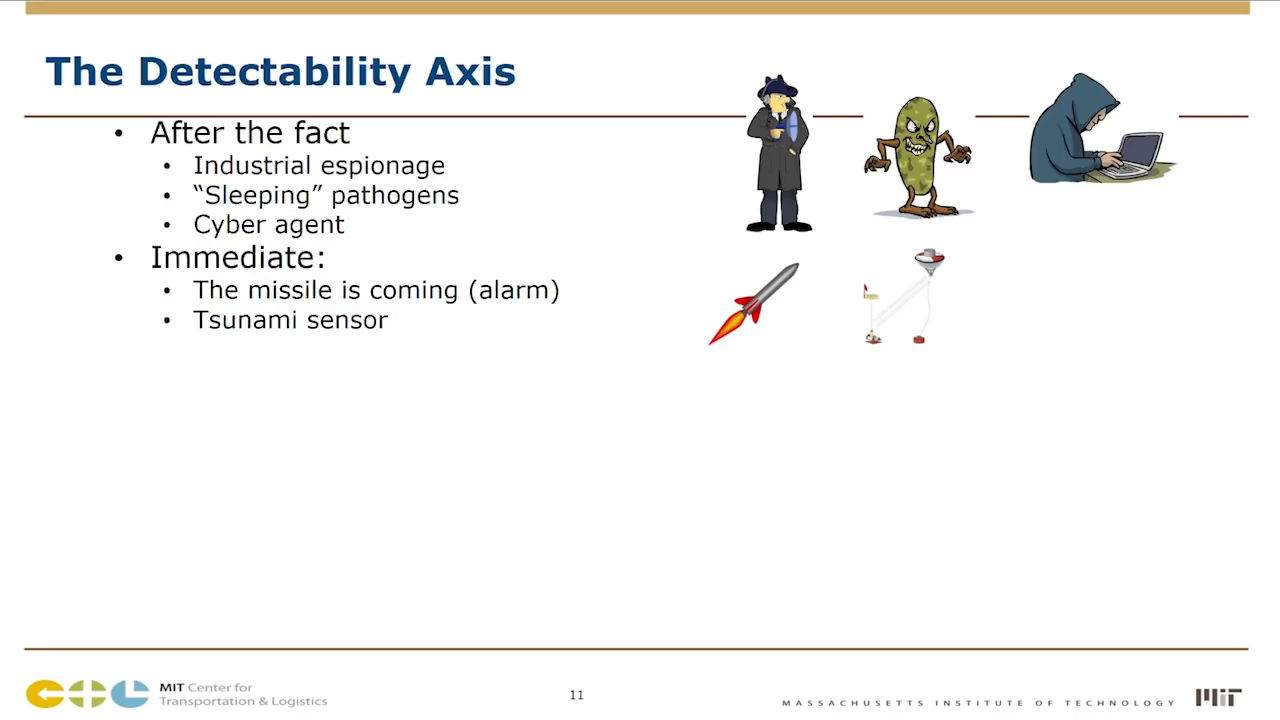 The Detectability Axis
• After the fact
• Industrial espionage
• “Sleeping” pathogens
• Cyber agent
• Immediate:
• The missile is coming (alarm)
• Tsunami sensor
MIT Center for
Transportation & Logistics
11
MASSACHUSETTS INSTITUTE OF TECHNOLOGY
MIT